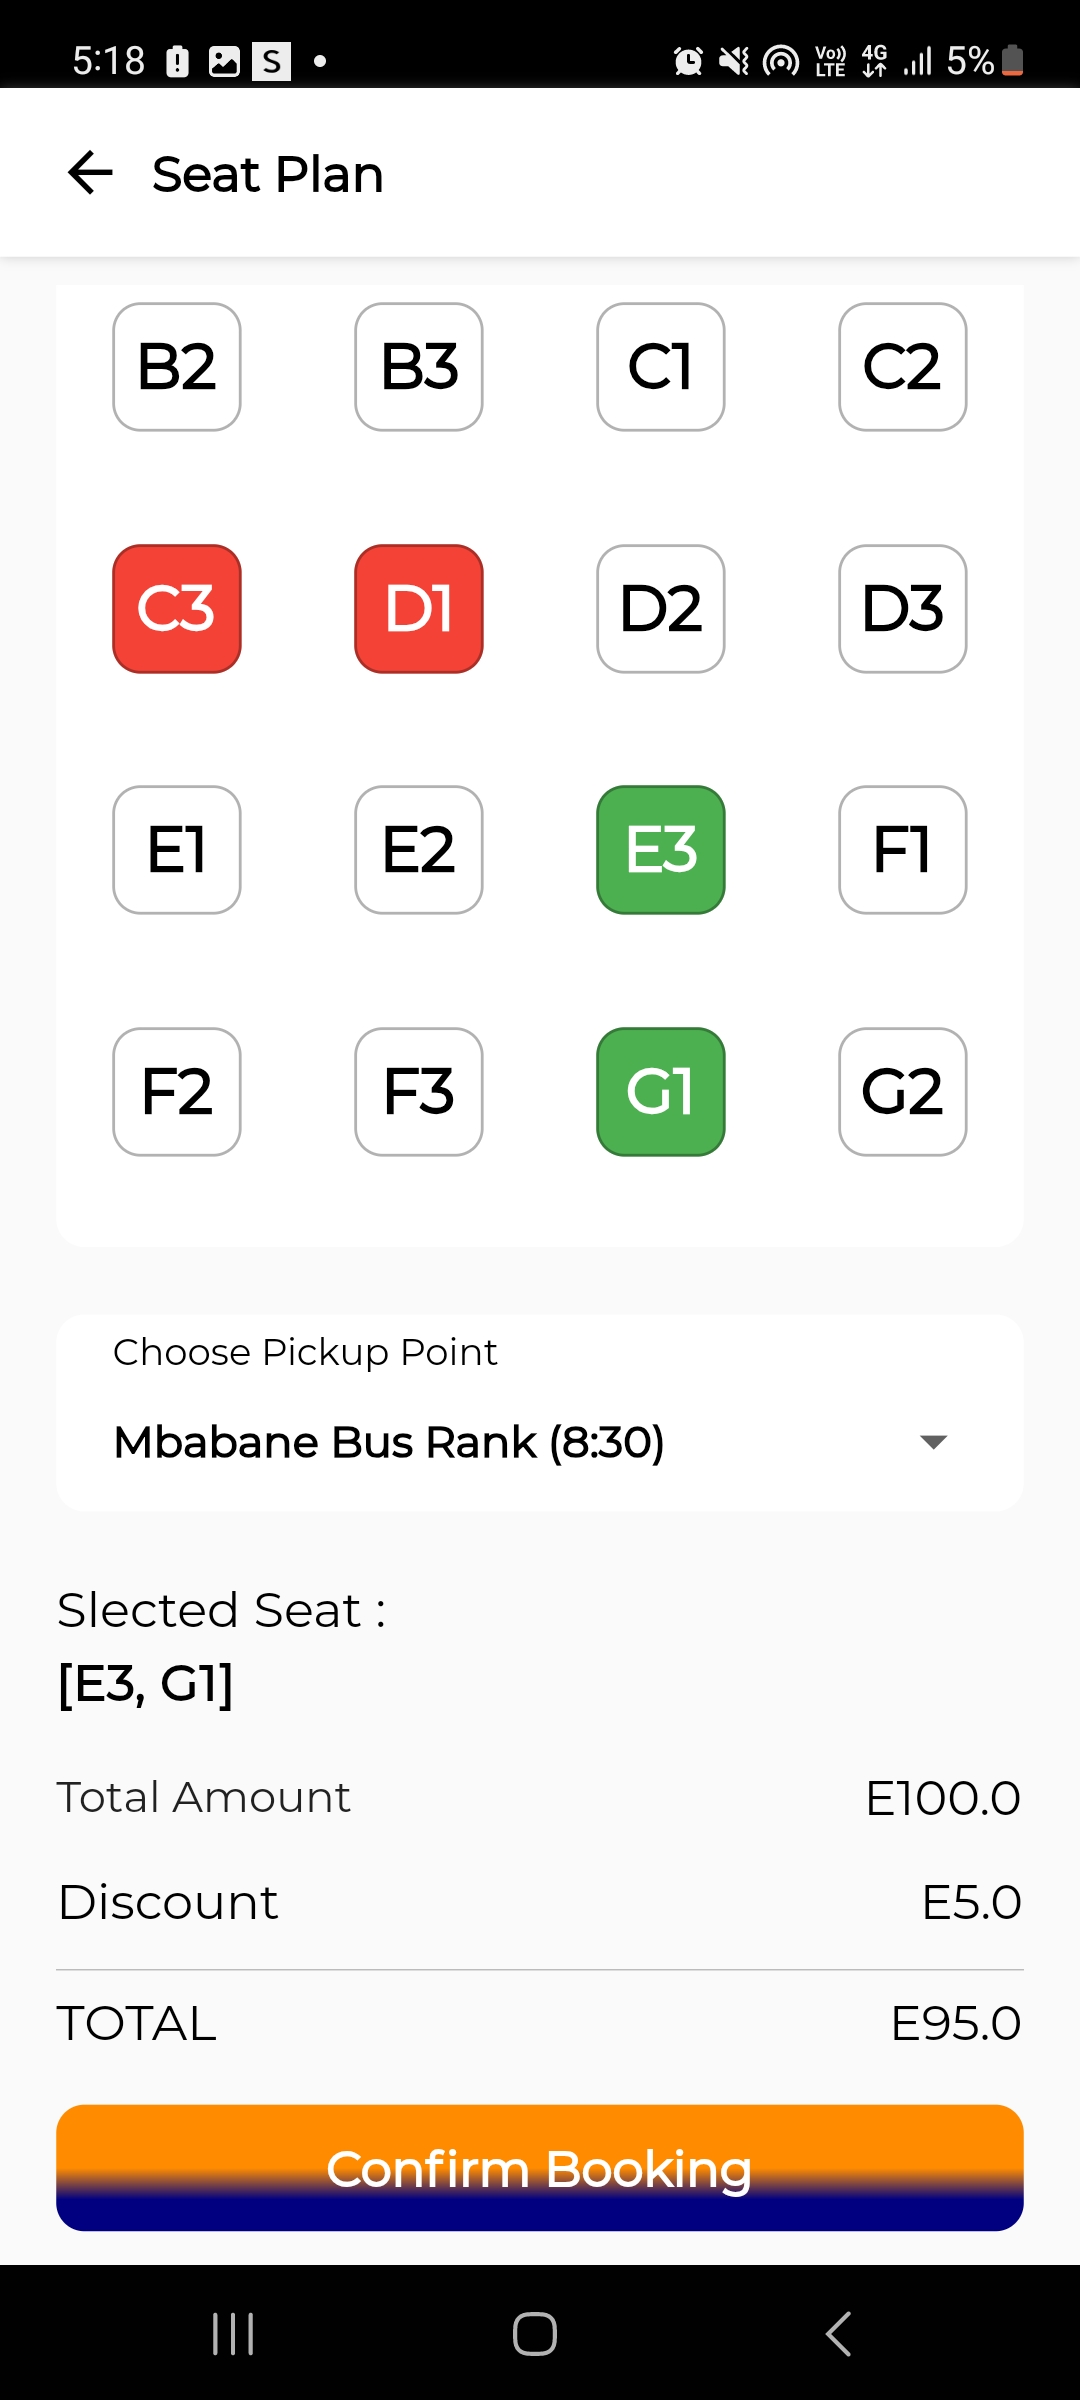 5:18 S Vo)) LTE 4G 5%
Seat Plan
B2 B3 C1 C2
C3 D1 D2 D3
E1 E2 E3 F1
F2 F3 G1 G2
Choose Pickup Point
Mbabane Bus Rank (8:30)
Slected Seat :
[E3, G1]
Total Amount E100.0
Discount E5.0
TOTAL E95.0
Confirm Booking